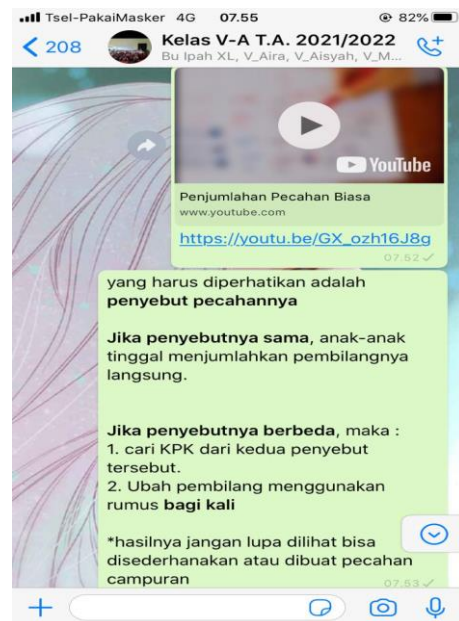 Tsel-PakaiMasker 4G 07.55 82%
208 Kelas V-A T.A. 2021/2022
Bu Ipah XL, V_Aira, V_Aisyah, V_M...
YouTube
Penjumlahan Pecahan Biasa
www.youtube.com
https://youtu.be/GX_ozh16J8g
07.52
yang harus diperhatikan adalah
penyebut pecahannya
Jika penyebutnya sama, anak-anak
tinggal menjumlahkan pembilangnya
langsung.
Jika penyebutnya berbeda, maka :
1. cari KPK dari kedua penyebut
tersebut.
2. Ubah pembilang menggunakan
rumus bagi kali
*hasilnya jangan lupa dilihat bisa
disederhanakan atau dibuat pecahan
campuran
07.53